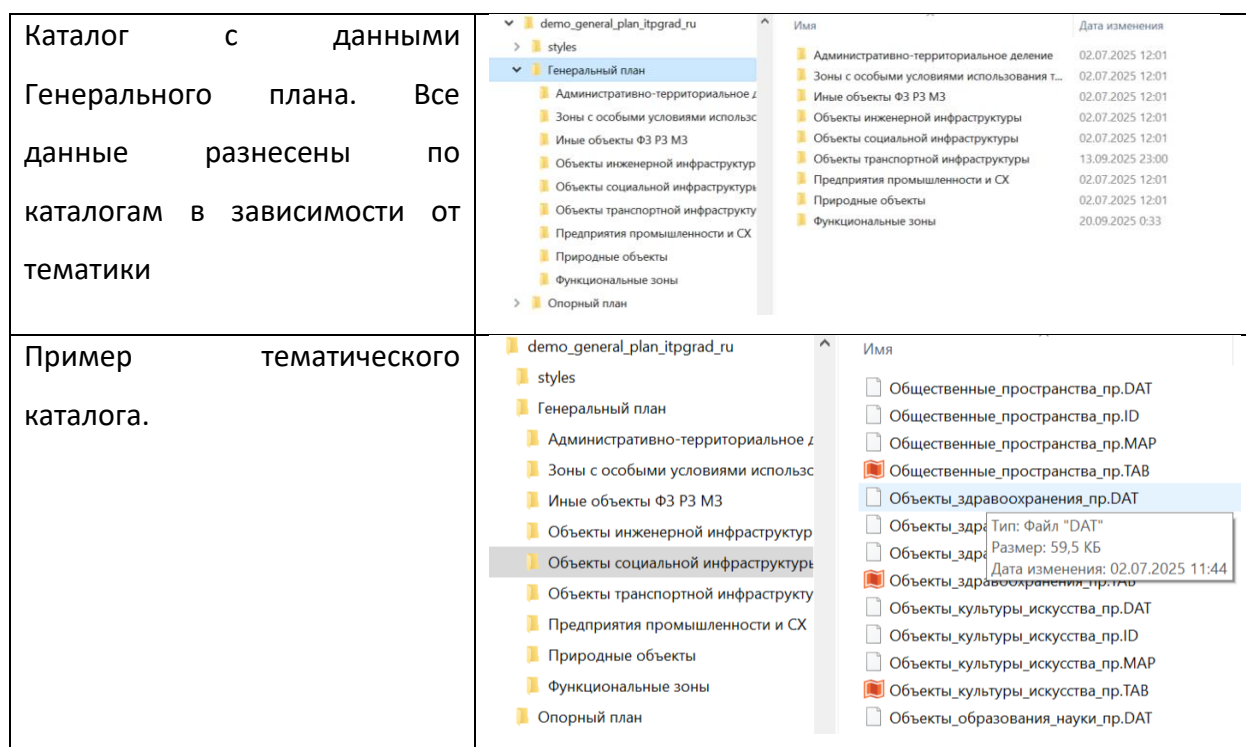 Каталог с данными
Генерального плана. Все
данные разнесены по
каталогам в зависимости от
тематики
demo_general_plan_itpgrad_ru
styles
Генеральный план
Административно-территориальное д
Зоны с особыми условиями использс
Иные объекты ФЗ РЗ МЗ
Объекты инженерной инфраструктур
Объекты социальной инфраструктурь
Объекты транспортной инфраструкту
Предприятия промышленности и СХ
Природные объекты
Функциональные зоны
Опорный план
Имя Дата изменения
Административно-территориальное деление 02.07.2025 12:01
Зоны с особыми условиями использования т... 02.07.2025 12:01
Иные объекты ФЗ РЗ МЗ 02.07.2025 12:01
Объекты инженерной инфраструктуры 02.07.2025 12:01
Объекты социальной инфраструктуры 02.07.2025 12:01
Объекты транспортной инфраструктуры 13.09.2025 23:00
Предприятия промышленности и СХ 02.07.2025 12:01
Природные объекты 02.07.2025 12:01
Функциональные зоны 20.09.2025 0:33
Пример тематического
каталога.
demo_general_plan_itpgrad_ru
styles
Генеральный план
Административно-территориальное д
Зоны с особыми условиями использс
Иные объекты ФЗ РЗ МЗ
Объекты инженерной инфраструктур
Объекты социальной инфраструктурь
Объекты транспортной инфраструкту
Предприятия промышленности и СХ
Природные объекты
Функциональные зоны
Опорный план
Имя
Общественные_пространства_пр.DAT
Общественные_пространства_пр.ID
Общественные_пространства_пр.MAP
Общественные_пространства_пр.TAB
Объекты_здравоохранения_пр.DAT
Объекты_здра
Тип: Файл "DAT"
Объекты_здра
Размер: 59,5 КБ
Дата изменения: 02.07.2025 11:44
Объекты_здравоохранения_пр.TAB
Объекты_культуры_искусства_пр.DAT
Объекты_культуры_искусства_пр.ID
Объекты_культуры_искусства_пр.MAP
Объекты_культуры_искусства_пр.TAB
Объекты_образования_науки_пр.DAT